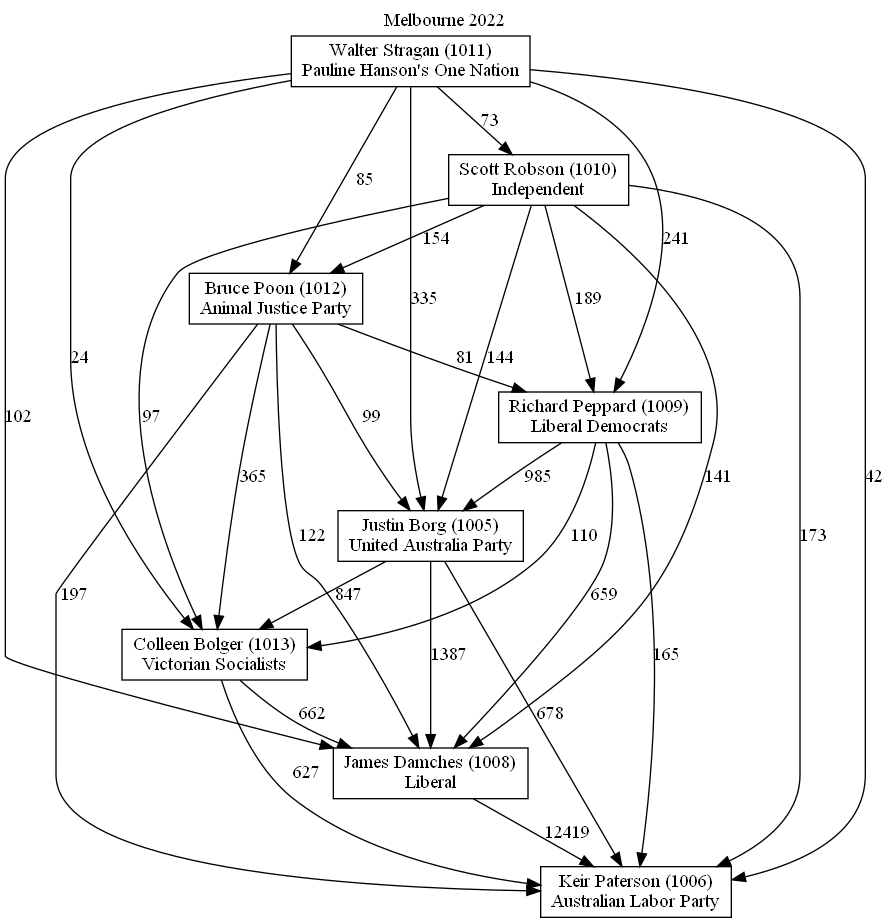 Melbourne 2022
Walter Stragan (1011)
Pauline Hanson's One Nation
73
Scott Robson (1010)
Independent
85
154
241
Bruce Poon (1012)
Animal Justice Party
335
189
24
81
144
Richard Peppard (1009)
Liberal Democrats
102
97
99
365
985
141
42
Justin Borg (1005)
United Australia Party
122
110
173
197
847
659
Colleen Bolger (1013)
Victorian Socialists
1387
165
662
678
James Damches (1008)
Liberal
627
12419
Keir Paterson (1006)
Australian Labor Party